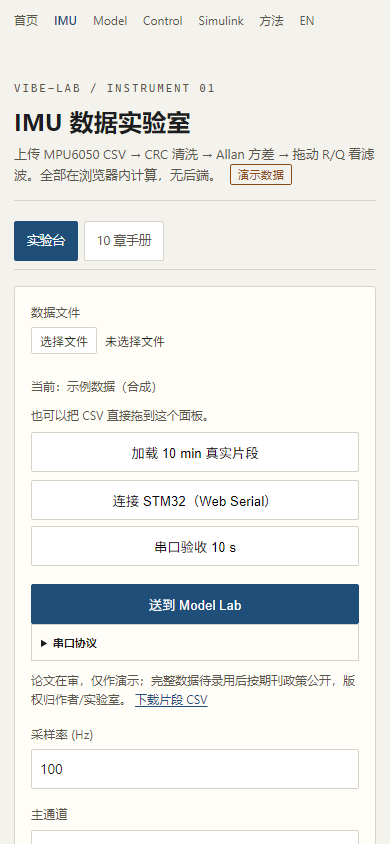 首页 IMU Model Control Simulink 方法 EN
VIBE-LAB / INSTRUMENT 01
IMU 数据实验室
上传 MPU6050 CSV → CRC 清洗 → Allan 方差 → 拖动 R/Q 看滤
波。全部在浏览器内计算，无后端。 演示数据
实验台 10 章手册
数据文件
选择文件 未选择文件
当前：示例数据（合成）
也可以把 CSV 直接拖到这个面板。
加载 10 min 真实片段
连接 STM32（Web Serial）
串口验收 10 s
送到 Model Lab
▶ 串口协议
论文在审，仅作演示；完整数据待录用后按期刊政策公开，版
权归作者/实验室。 下载片段 CSV
采样率 (Hz)
100
主通道